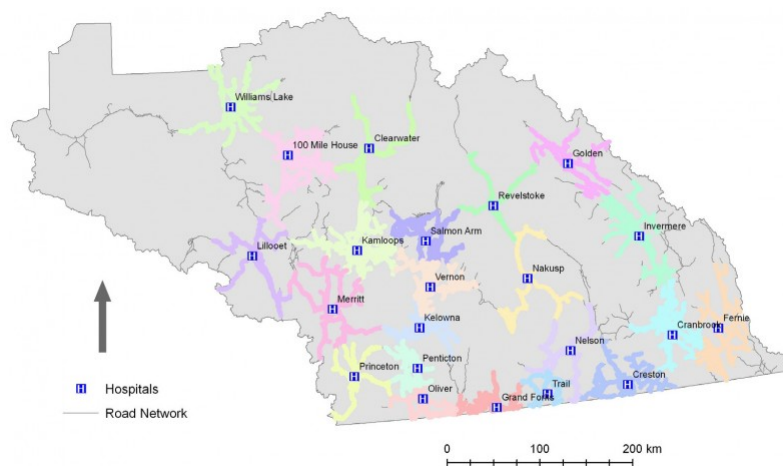 Williams Lake
100 Mile House
Clearwater
Golden
Revelstoke
Invermere
Salmon Arm
Kamloops
Lillooet
Vernon
Nakusp
Merritt
Kelowna
Fernie
Cranbrook
Nelson
Penticton
Princeton
Creston
Trail
Oliver
Grand Forks
H Hospitals
Road Network
0 50 100 200 km